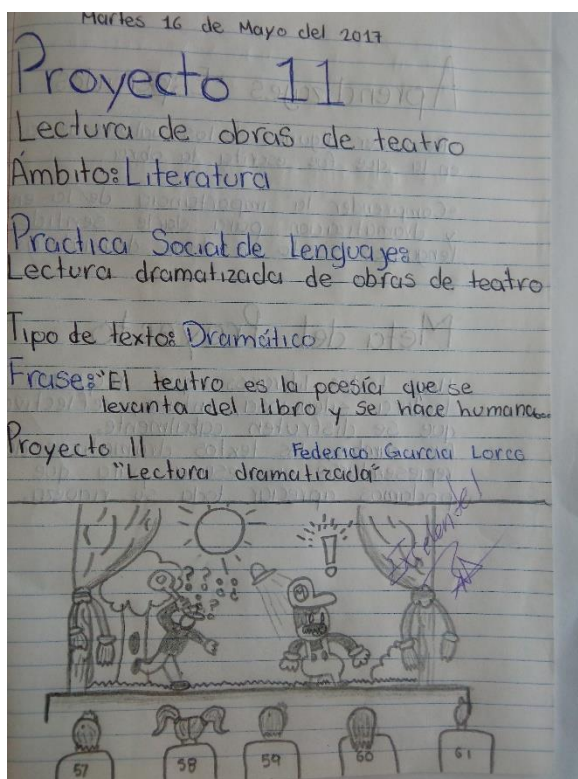 Martes 16 de Mayo del 2017
Proyecto 11
Lectura de obras de teatro
Ámbito: Literatura
Practica Social de Lenguajes:
Lectura dramatizada de obras de teatro
Tipo de texto: Dramático
Frase: "El teatro es la poesía que se
levanta del libro y se hace humana...
Proyecto 11 Federico Garcia Lorca
"Lectura dramatizada"
Excelente!
? ? ? ? ? !
M
57 58 59 60 61